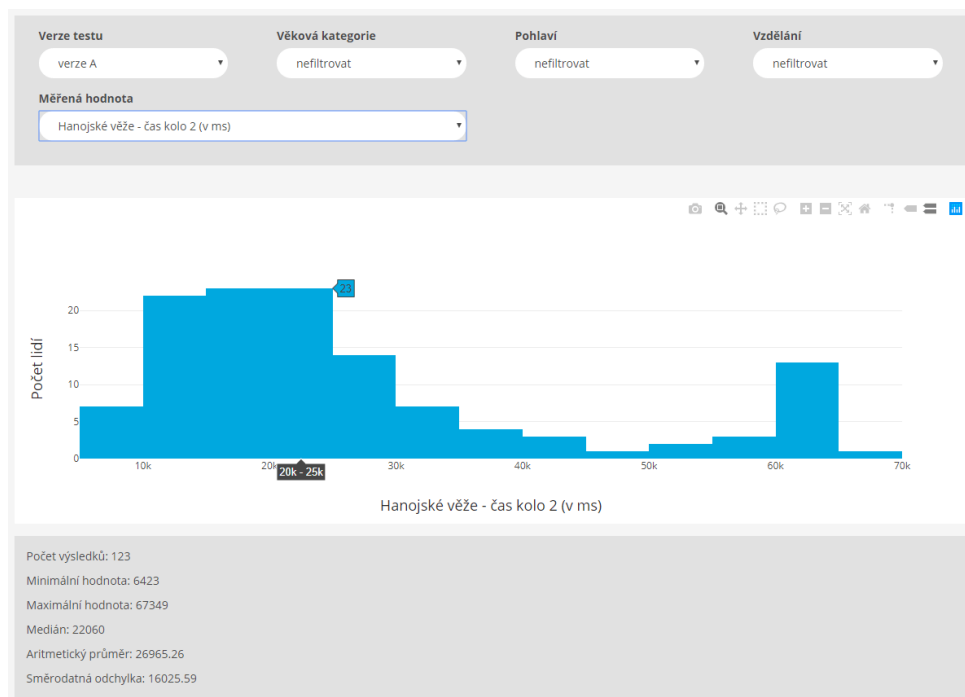 Verze testu Věková kategorie Pohlaví Vzdělání
verze A nefiltrovat nefiltrovat nefiltrovat
Měřená hodnota
Hanojské věže - čas kolo 2 (v ms)
23
20
15
10
5
0
Počet lidí
10k 20k 30k 40k 50k 60k 70k
20k - 25k
Hanojské věže - čas kolo 2 (v ms)
Počet výsledků: 123
Minimální hodnota: 6423
Maximální hodnota: 67349
Medián: 22060
Aritmetický průměr: 26965.26
Směrodatná odchylka: 16025.59